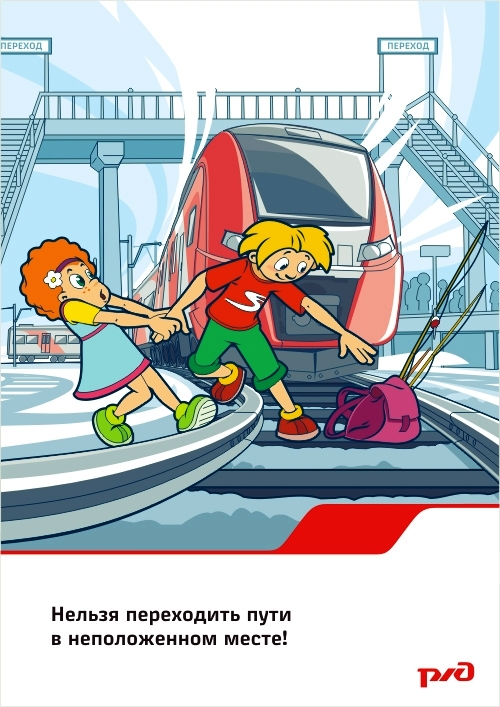 ПЕРЕХОД
ПЕРЕХОД
Нельзя переходить пути
в неположенном месте!
ржд